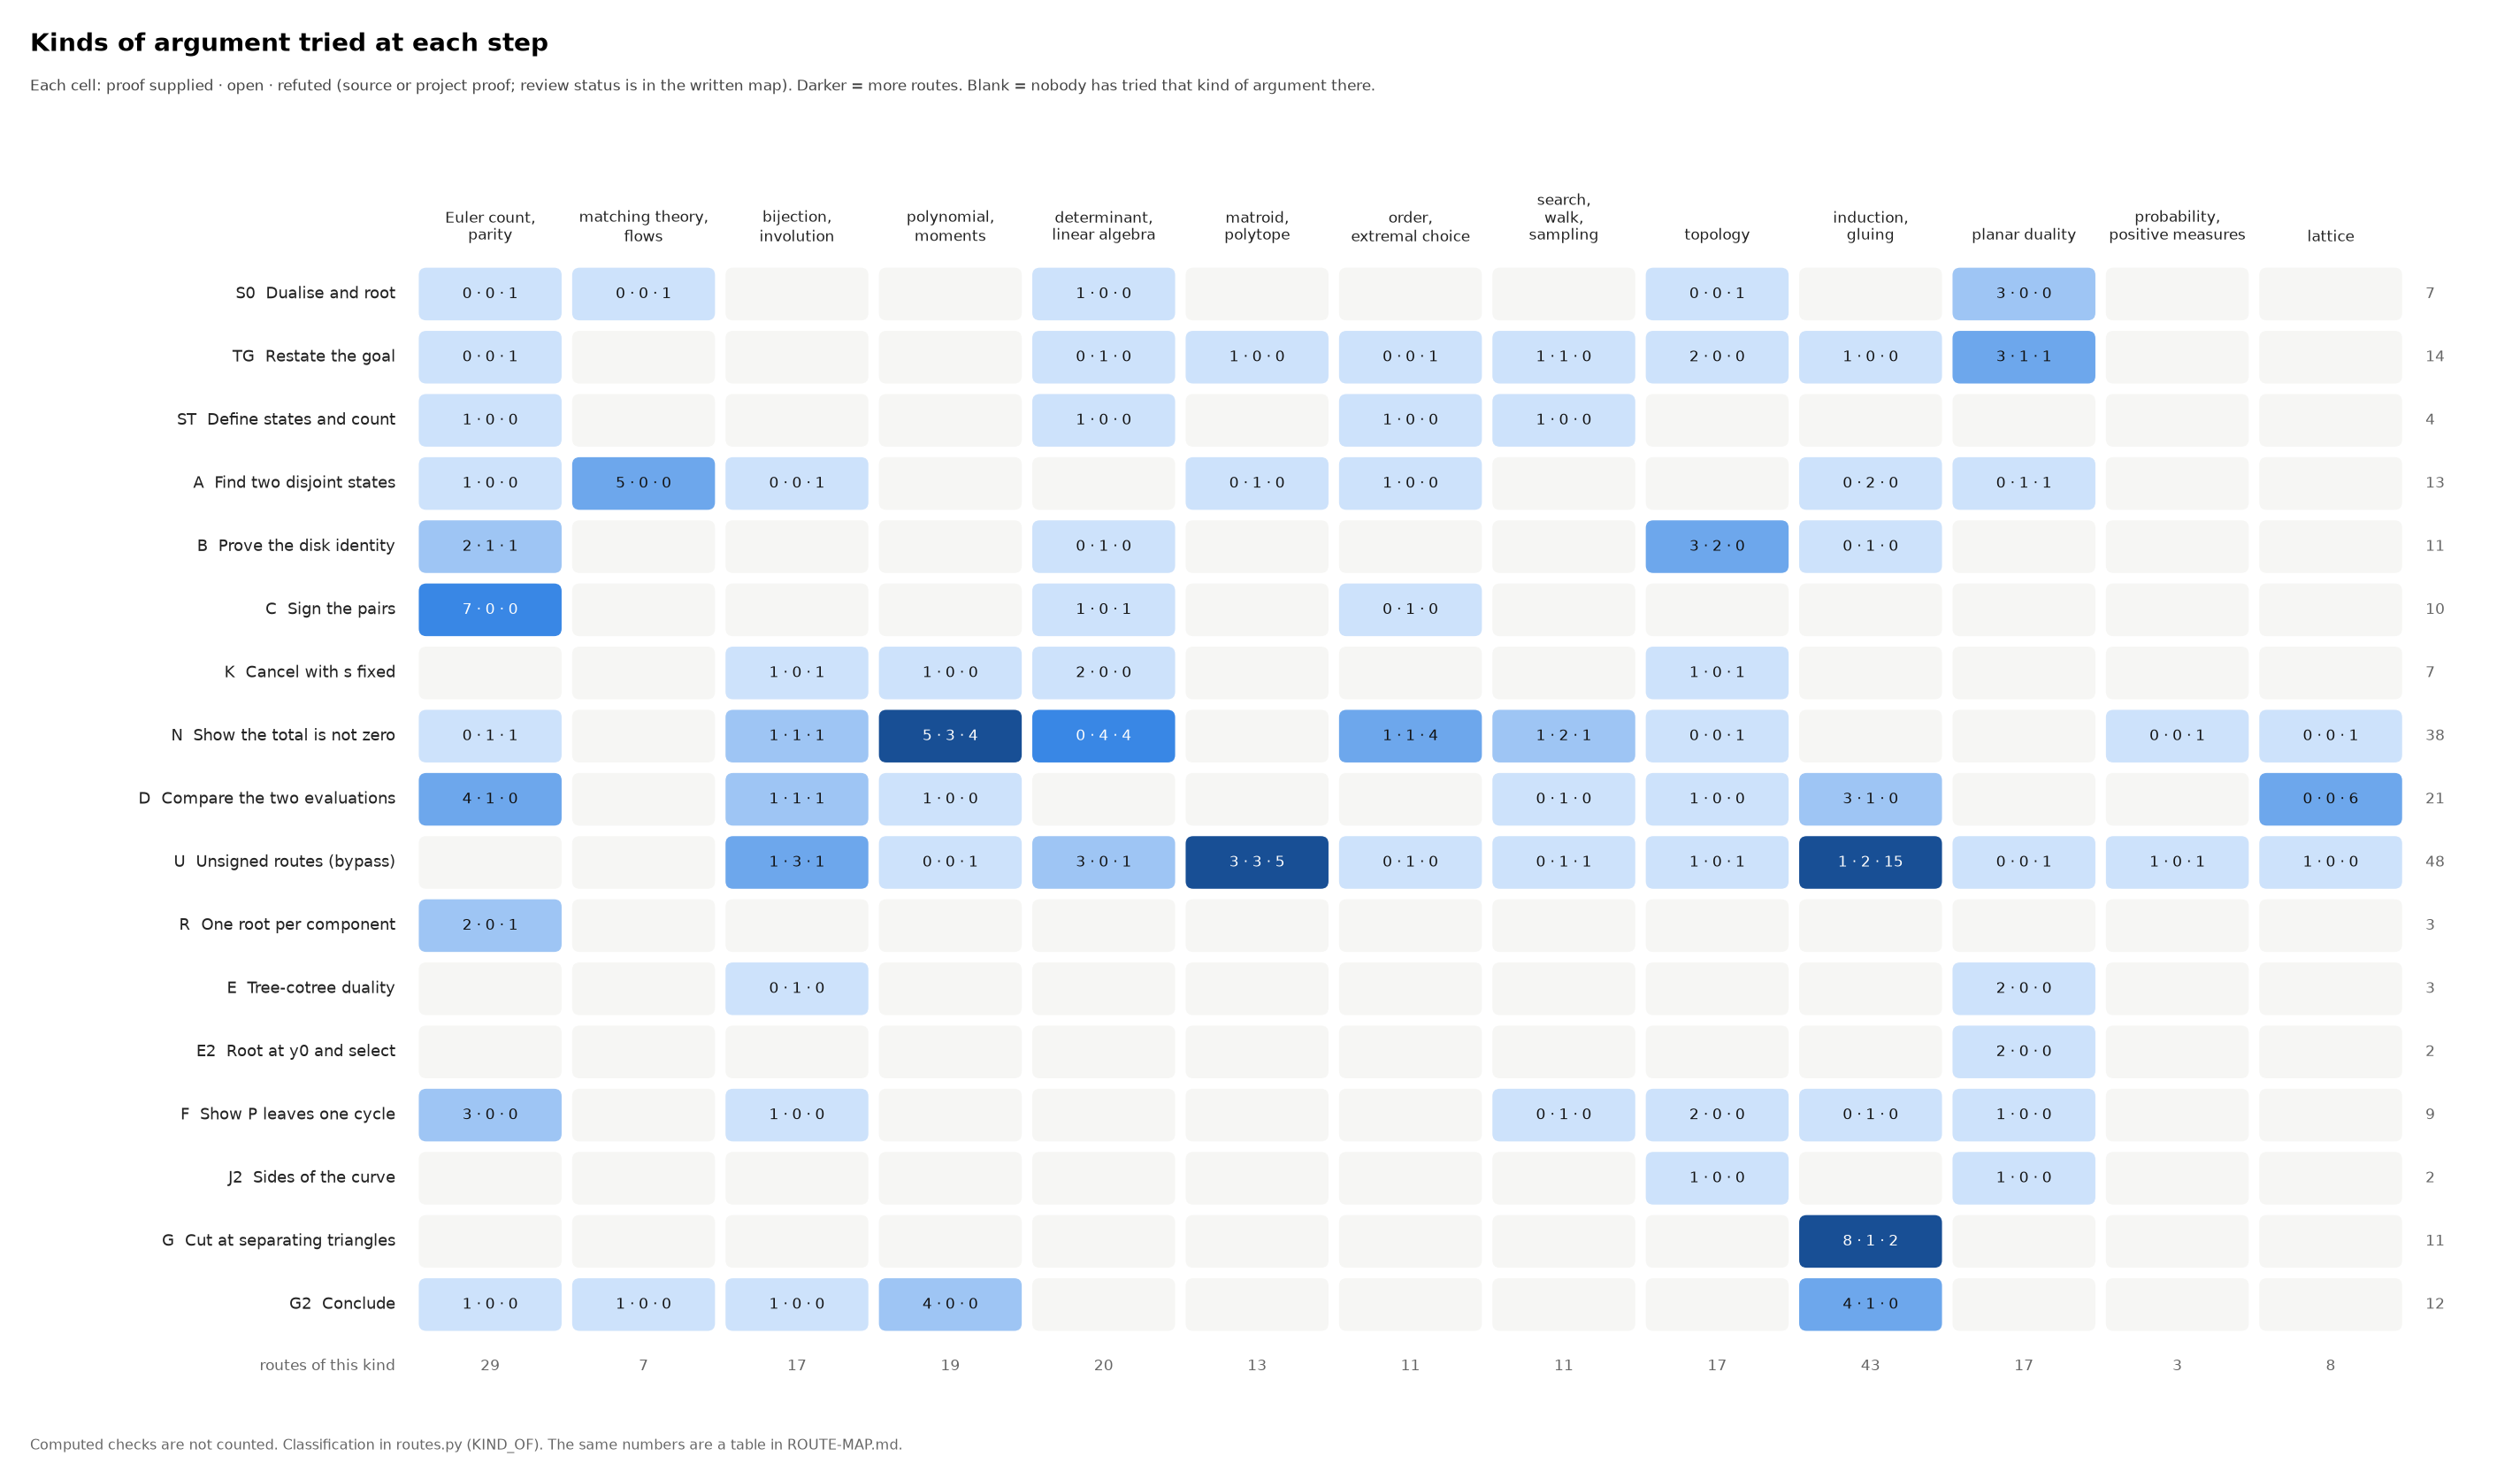 Kinds of argument tried at each step
Each cell: proof supplied · open · refuted (source or project proof; review status is in the written map). Darker = more routes. Blank = nobody has tried that kind of argument there.
Euler count,
parity
matching theory,
flows
bijection,
involution
polynomial,
moments
determinant,
linear algebra
matroid,
polytope
order,
extremal choice
search,
walk,
sampling
topology
induction,
gluing
planar duality
probability,
positive measures
lattice
S0 Dualise and root 0 · 0 · 1 0 · 0 · 1 1 · 0 · 0 0 · 0 · 1 3 · 0 · 0 7
TG Restate the goal 0 · 0 · 1 0 · 1 · 0 1 · 0 · 0 0 · 0 · 1 1 · 1 · 0 2 · 0 · 0 1 · 0 · 0 3 · 1 · 1 14
ST Define states and count 1 · 0 · 0 1 · 0 · 0 1 · 0 · 0 1 · 0 · 0 4
A Find two disjoint states 1 · 0 · 0 5 · 0 · 0 0 · 0 · 1 0 · 1 · 0 1 · 0 · 0 0 · 2 · 0 0 · 1 · 1 13
B Prove the disk identity 2 · 1 · 1 0 · 1 · 0 3 · 2 · 0 0 · 1 · 0 11
C Sign the pairs 7 · 0 · 0 1 · 0 · 1 0 · 1 · 0 10
K Cancel with s fixed 1 · 0 · 1 1 · 0 · 0 2 · 0 · 0 1 · 0 · 1 7
N Show the total is not zero 0 · 1 · 1 1 · 1 · 1 5 · 3 · 4 0 · 4 · 4 1 · 1 · 4 1 · 2 · 1 0 · 0 · 1 0 · 0 · 1 0 · 0 · 1 38
D Compare the two evaluations 4 · 1 · 0 1 · 1 · 1 1 · 0 · 0 0 · 1 · 0 1 · 0 · 0 3 · 1 · 0 0 · 0 · 6 21
U Unsigned routes (bypass) 1 · 3 · 1 0 · 0 · 1 3 · 0 · 1 3 · 3 · 5 0 · 1 · 0 0 · 1 · 1 1 · 0 · 1 1 · 2 · 15 0 · 0 · 1 1 · 0 · 1 1 · 0 · 0 48
R One root per component 2 · 0 · 1 3
E Tree-cotree duality 0 · 1 · 0 2 · 0 · 0 3
E2 Root at y0 and select 2 · 0 · 0 2
F Show P leaves one cycle 3 · 0 · 0 1 · 0 · 0 0 · 1 · 0 2 · 0 · 0 0 · 1 · 0 1 · 0 · 0 9
J2 Sides of the curve 1 · 0 · 0 1 · 0 · 0 2
G Cut at separating triangles 8 · 1 · 2 11
G2 Conclude 1 · 0 · 0 1 · 0 · 0 1 · 0 · 0 4 · 0 · 0 4 · 1 · 0 12
routes of this kind 29 7 17 19 20 13 11 11 17 43 17 3 8
Computed checks are not counted. Classification in routes.py (KIND_OF). The same numbers are a table in ROUTE-MAP.md.